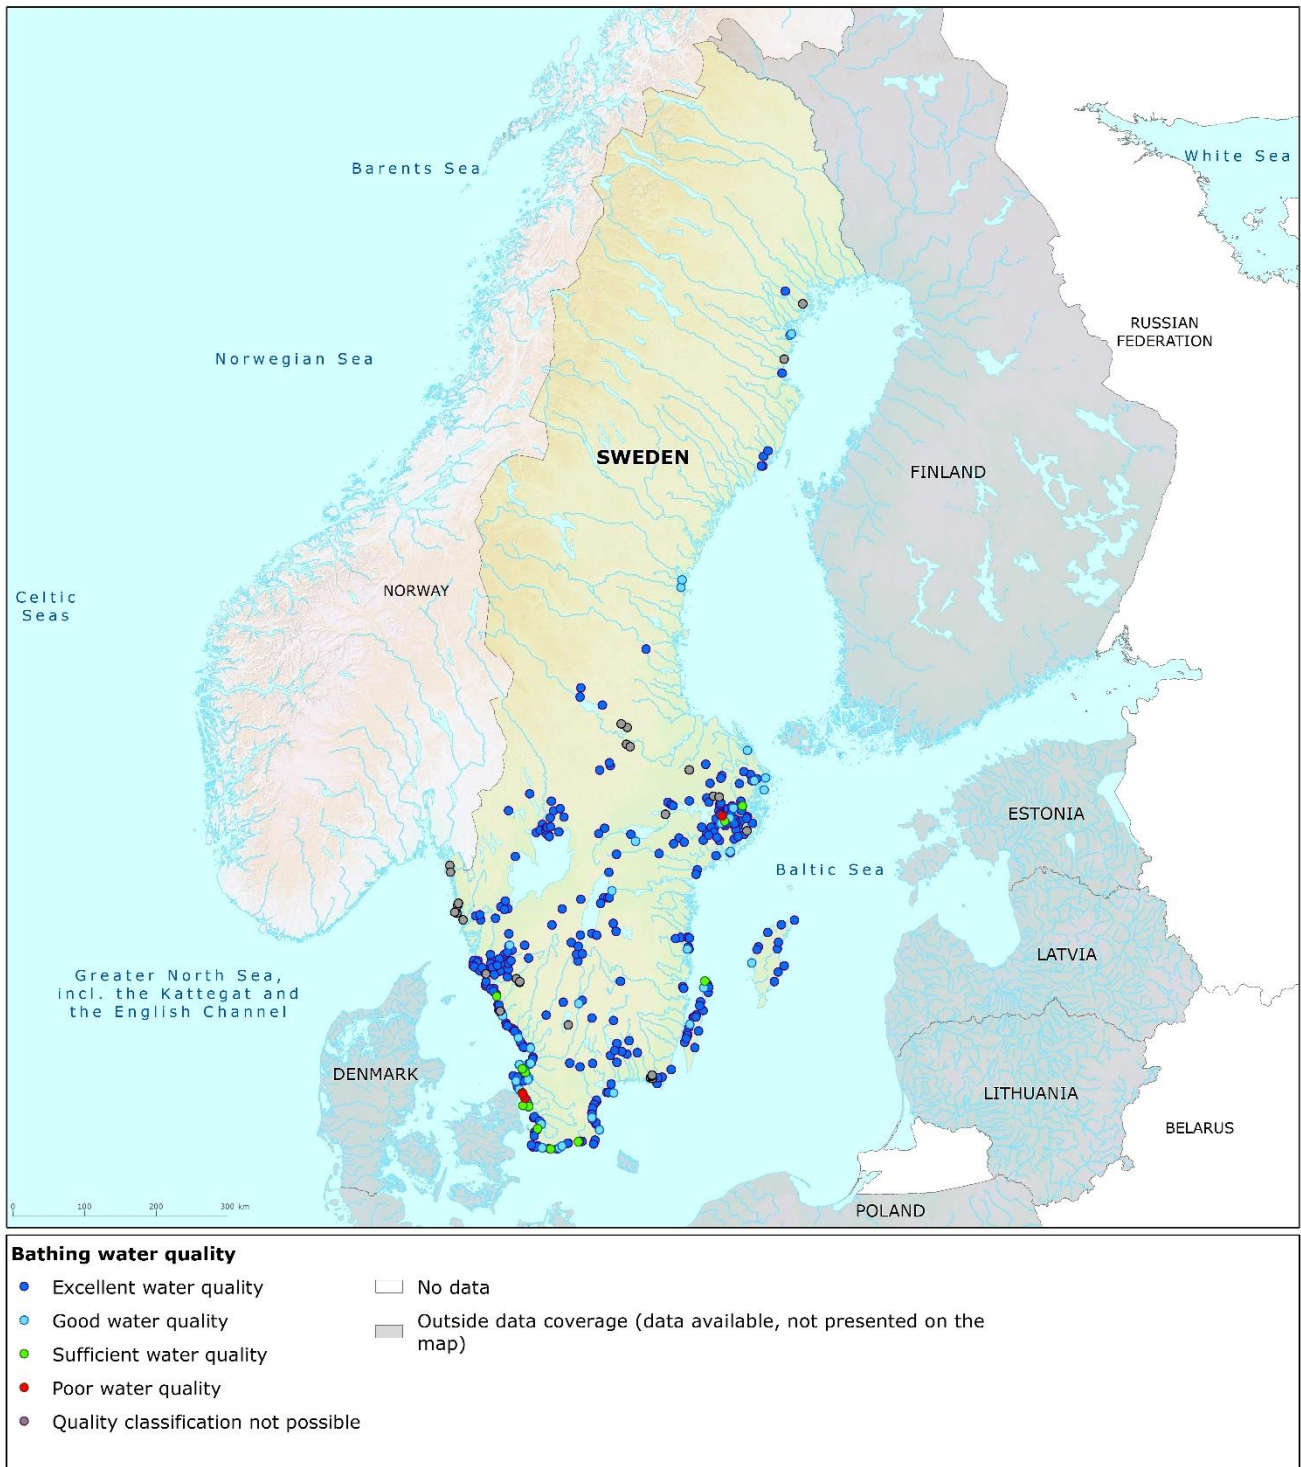 Barents Sea
White Sea
RUSSIAN
FEDERATION
Norwegian Sea
SWEDEN
FINLAND
NORWAY
Celtic
Seas
ESTONIA
Baltic Sea
LATVIA
Greater North Sea,
incl. the Kattegat and
the English Channel
DENMARK
LITHUANIA
BELARUS
0 100 200 300 km
POLAND
Bathing water quality
Excellent water quality
Good water quality
Sufficient water quality
Poor water quality
Quality classification not possible
No data
Outside data coverage (data available, not presented on the
map)